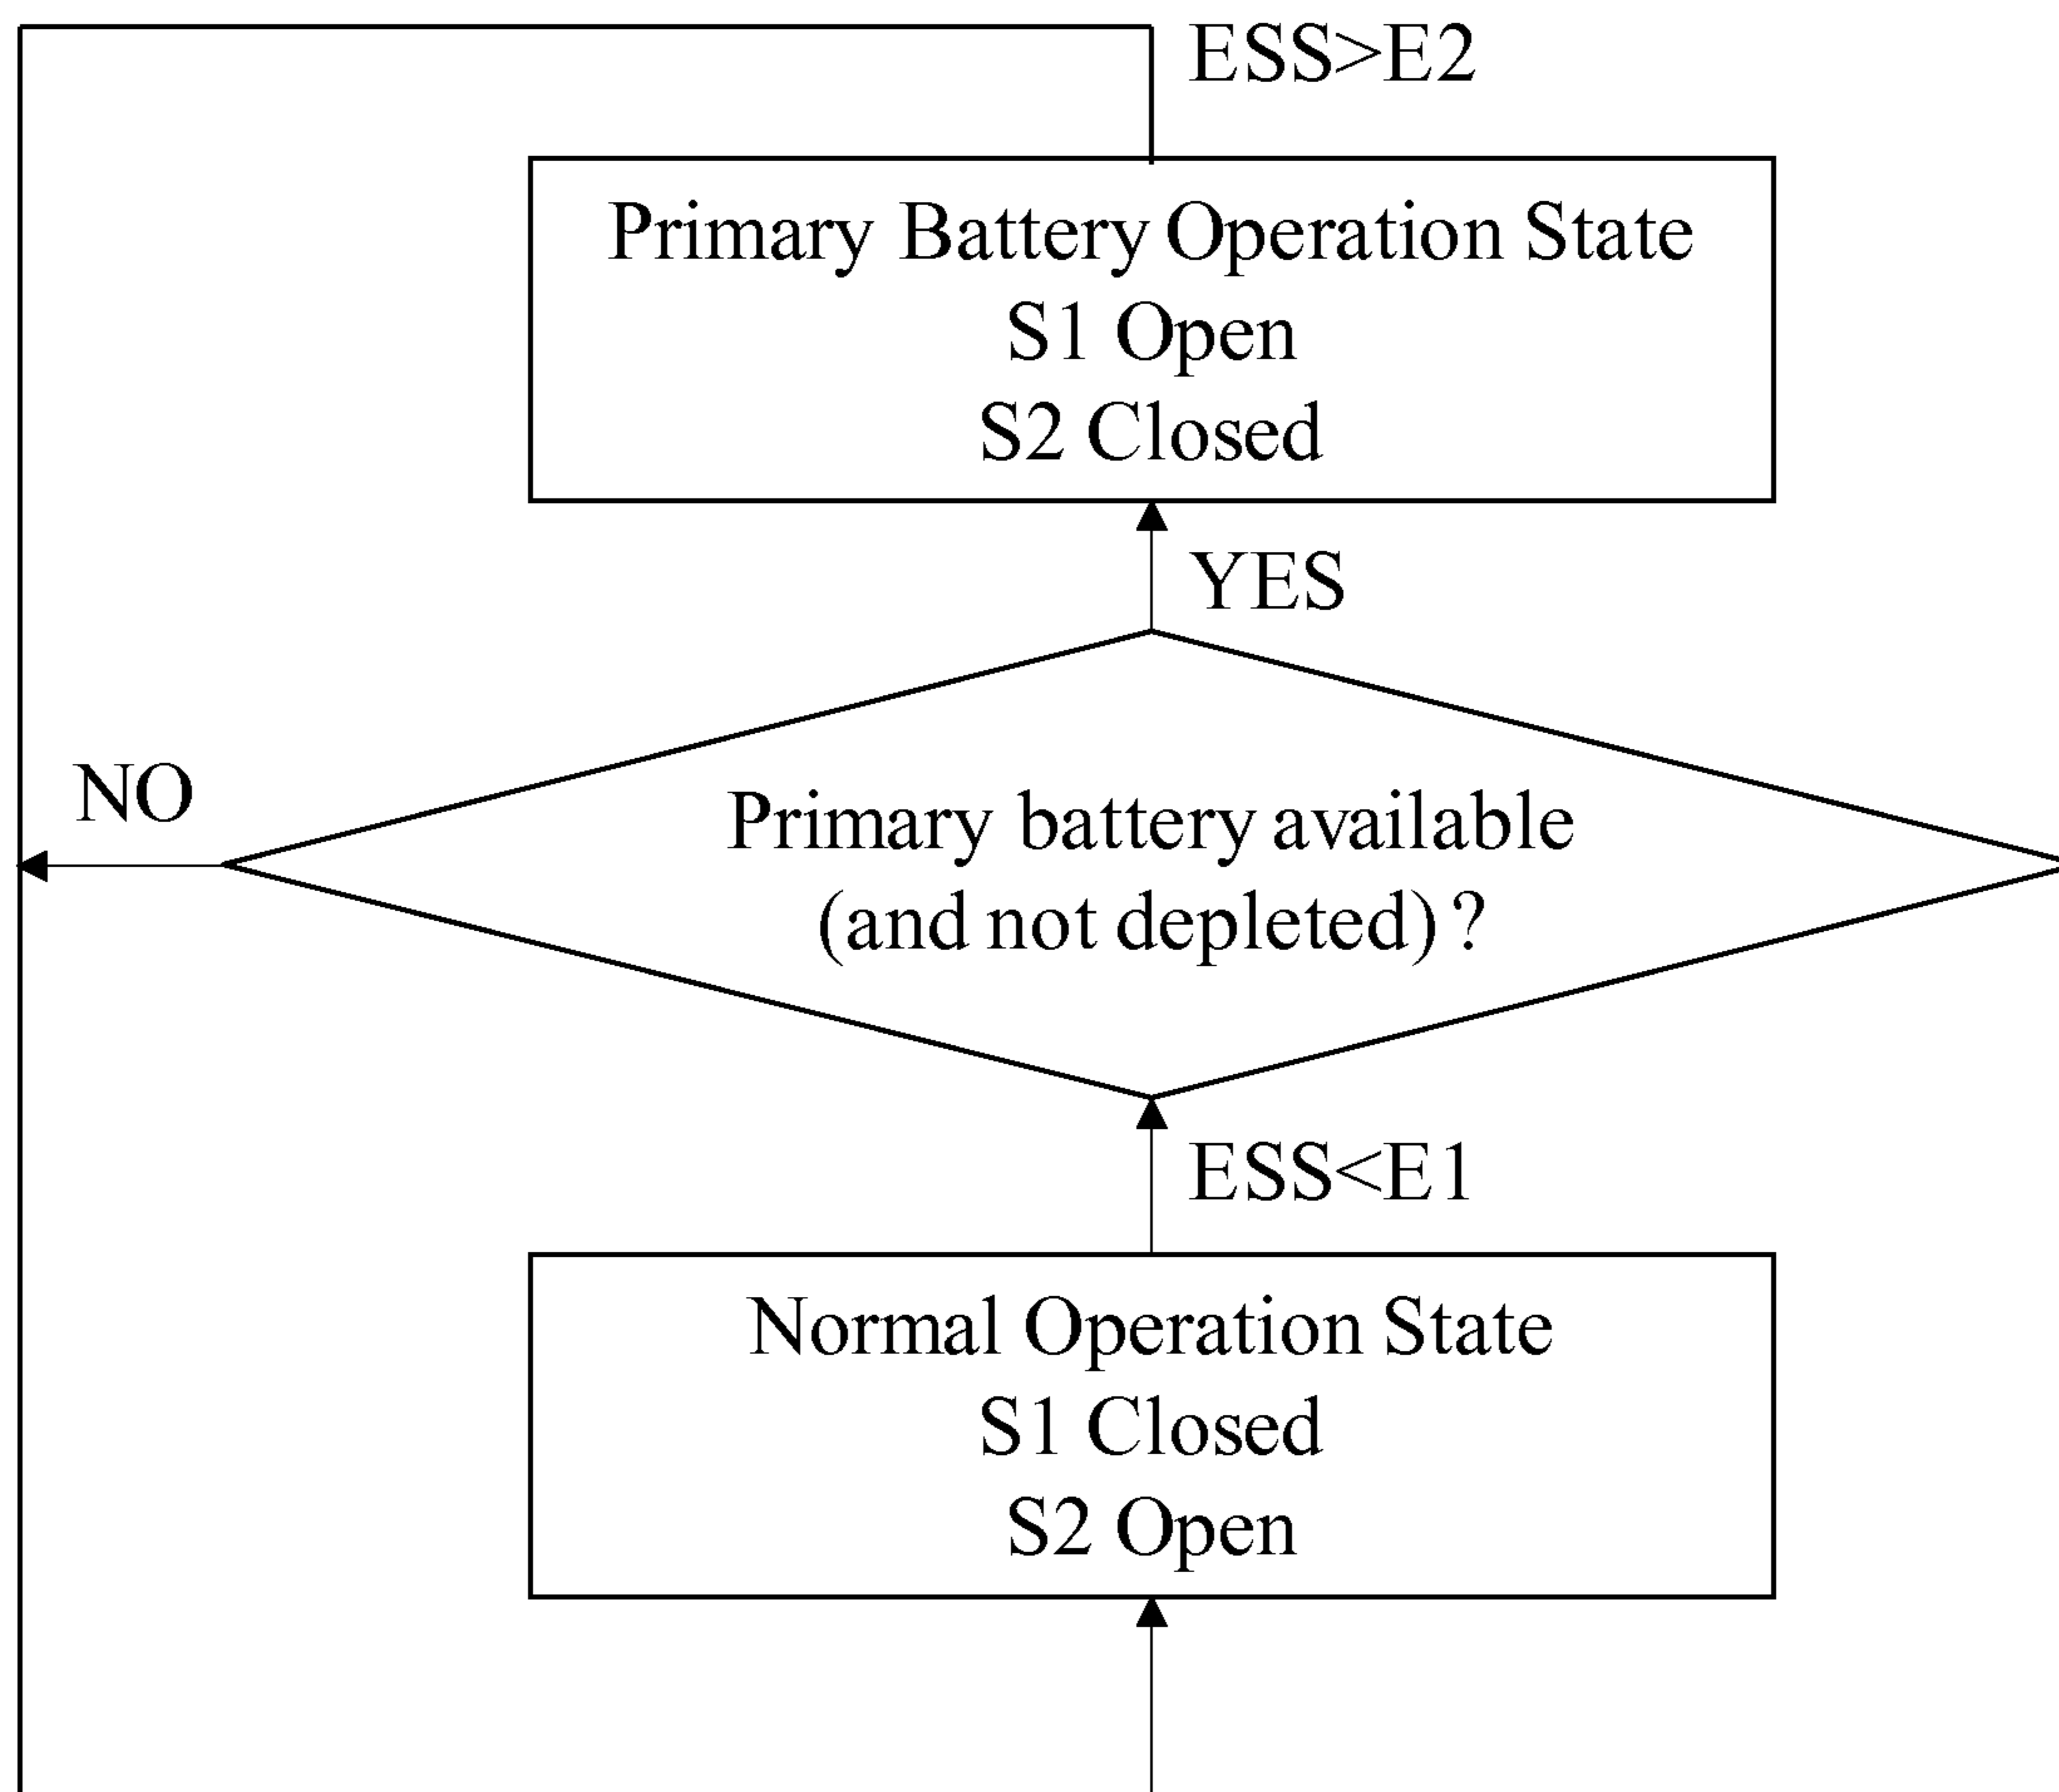 ESS>E2
Primary Battery Operation State
S1 Open
S2 Closed
YES
NO
Primary battery available
(and not depleted) ?
ESS<E1
Normal Operation State
S1 Closed
S2 Open